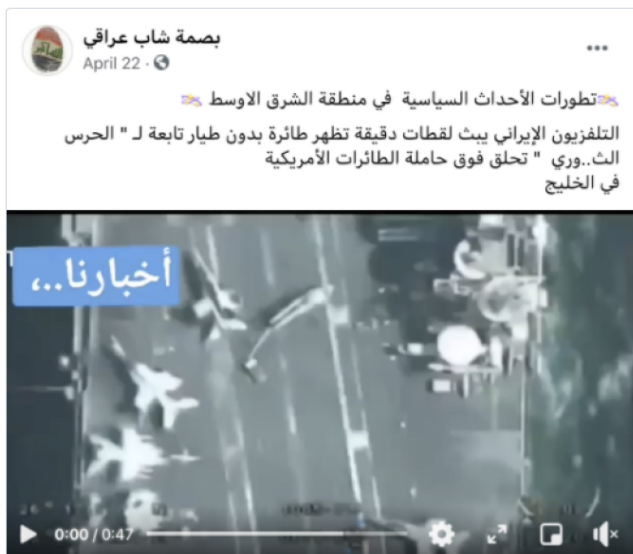 بصمة شاب عراقي
April 22
تطورات الأحداث السياسية في منطقة الشرق الاوسط
التلفزيون الإيراني يبث لقطات دقيقة تظهر طائرة بدون طيار تابعة لـ " الحرس
الث..وري " تحلق فوق حاملة الطائرات الأمريكية
في الخليج
أخبارنا..،
0:00 / 0:47